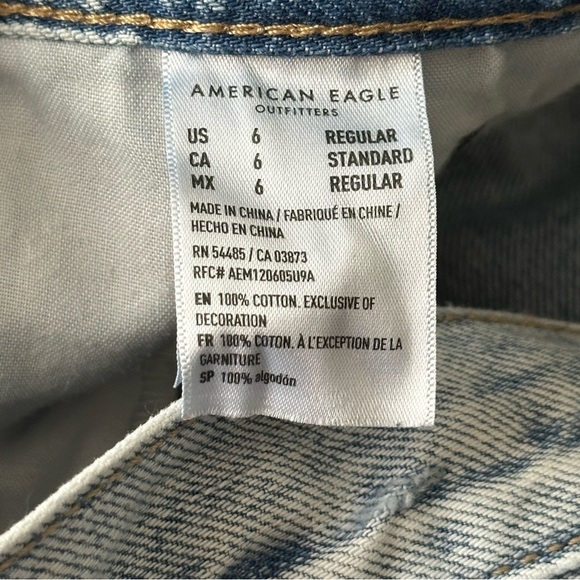 AMERICAN EAGLE
OUTFITTERS
US 6 REGULAR
CA 6 STANDARD
MX 6 REGULAR
MADE IN CHINA / FABRIQUÉ EN CHINE /
HECHO EN CHINA
RN 54485 / CA 03873
RFC# AEM120605U9A
EN 100% COTTON. EXCLUSIVE OF
DECORATION
FR 100% COTON. À L'EXCEPTION DE LA
GARNITURE
SP 100% algodón